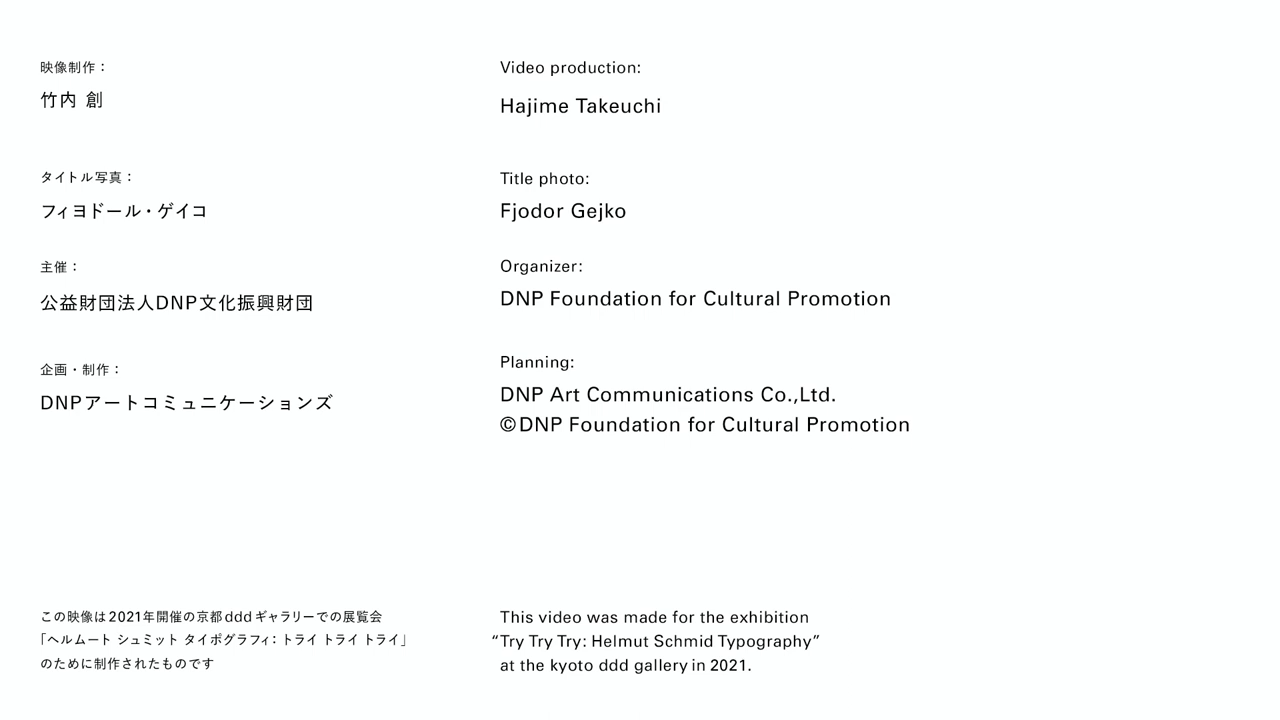 映像制作：
竹内 創
タイトル写真：
フィヨドール・ゲイコ
主催：
公益財団法人DNP文化振興財団
企画・制作：
DNPアートコミュニケーションズ
この映像は2021年開催の京都dddギャラリーでの展覧会
「ヘルムート シュミット タイポグラフィ: トライ トライ トライ」
のために制作されたものです
Video production:
Hajime Takeuchi
Title photo:
Fjodor Gejko
Organizer:
DNP Foundation for Cultural Promotion
Planning:
DNP Art Communications Co.,Ltd.
©DNP Foundation for Cultural Promotion
This video was made for the exhibition
“Try Try Try: Helmut Schmid Typography”
at the kyoto ddd gallery in 2021.